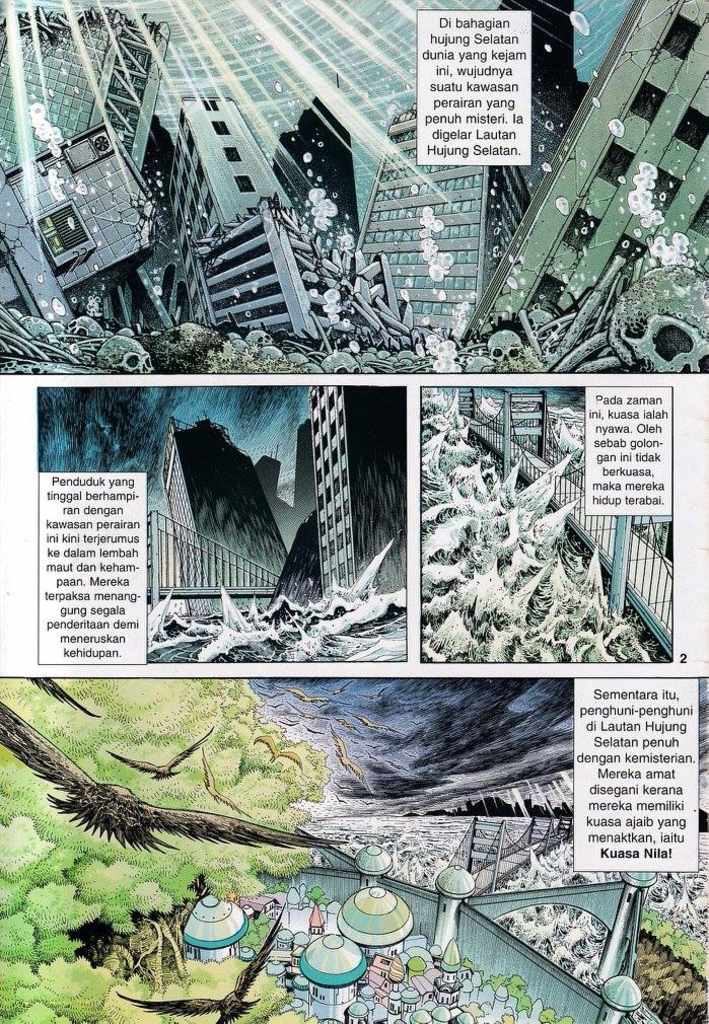 Di bahagian
hujung Selatan
dunia yang kejam
ini, wujudnya
suatu kawasan
perairan yang
penuh misteri. Ia
digelar Lautan
Hujung Selatan.
Penduduk yang
tinggal berhampi-
ran dengan
kawasan perairan
ini kini terjerumus
ke dalam lembah
maut dan keham-
paan. Mereka
terpaksa menang-
gung segala
penderitaan demi
meneruskan
kehidupan.
Pada zaman
ini, kuasa ialah
nyawa. Oleh
sebab golon-
gan ini tidak
berkuasa,
maka mereka
hidup terabai.
2
Sementara itu,
penghuni-penghuni
di Lautan Hujung
Selatan penuh
dengan kemisterian.
Mereka amat
disegani kerana
mereka memiliki
kuasa ajaib yang
menaktkan, iaitu
Kuasa Nila!